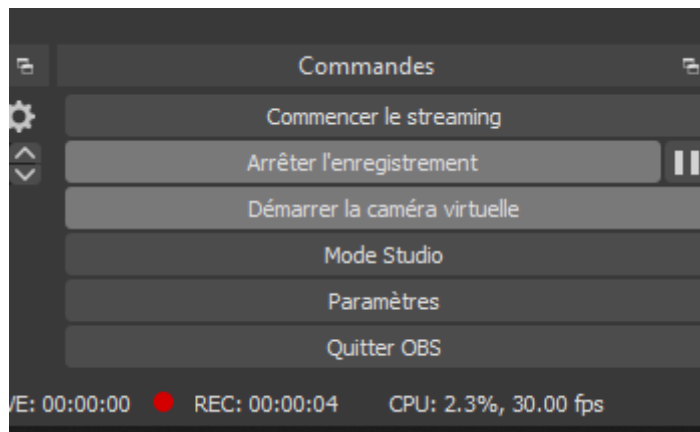 Commandes
Commencer le streaming
Arrêter l'enregistrement
Démarrer la caméra virtuelle
Mode Studio
Paramètres
Quitter OBS
VE: 00:00:00 REC: 00:00:04 CPU: 2.3%, 30.00 fps